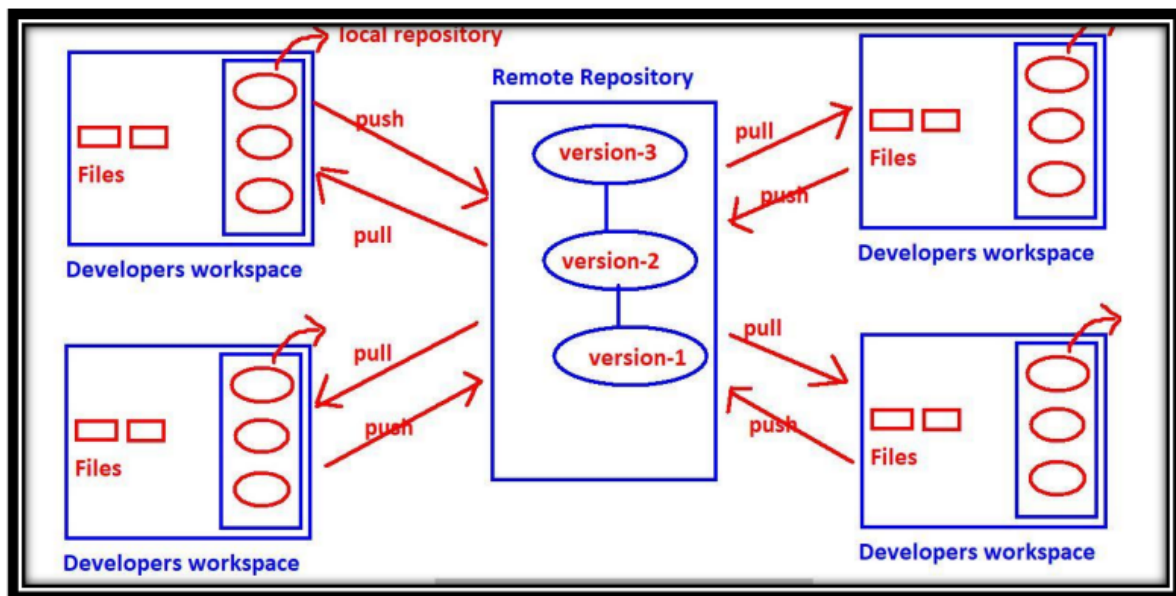 local repository
Remote Repository
push
pull
version-3
pull
push
Files
Files
Developers workspace
Developers workspace
version-2
pull
push
version-1
pull
push
Files
Files
Developers workspace
Developers workspace